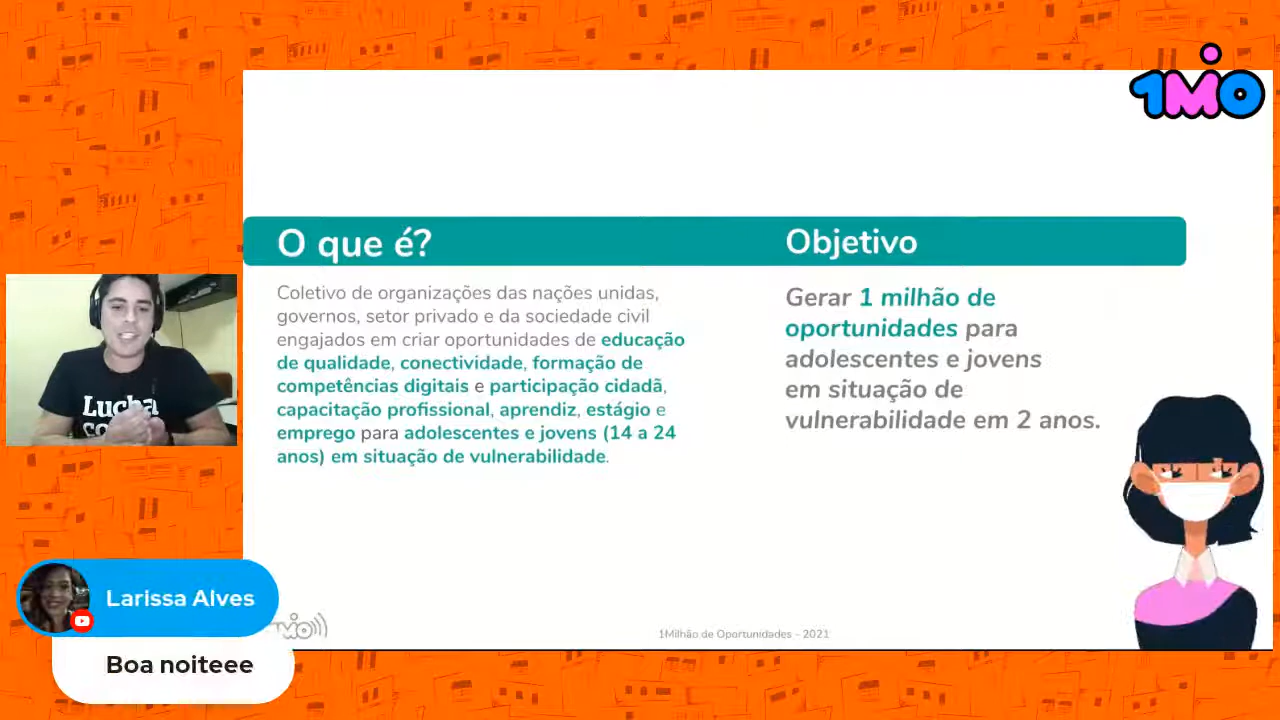 1MiO
O que é?
Objetivo
Coletivo de organizações das nações unidas,
governos, setor privado e da sociedade civil
engajados em criar oportunidades de educação
de qualidade, conectividade, formação de
competências digitais e participação cidadã,
capacitação profissional, aprendiz, estágio e
emprego para adolescentes e jovens (14 a 24
anos) em situação de vulnerabilidade.
Gerar 1 milhão de
oportunidades para
adolescentes e jovens
em situação de
vulnerabilidade em 2 anos.
Lucha
Larissa Alves
Boa noiteee
1Milhão de Oportunidades - 2021